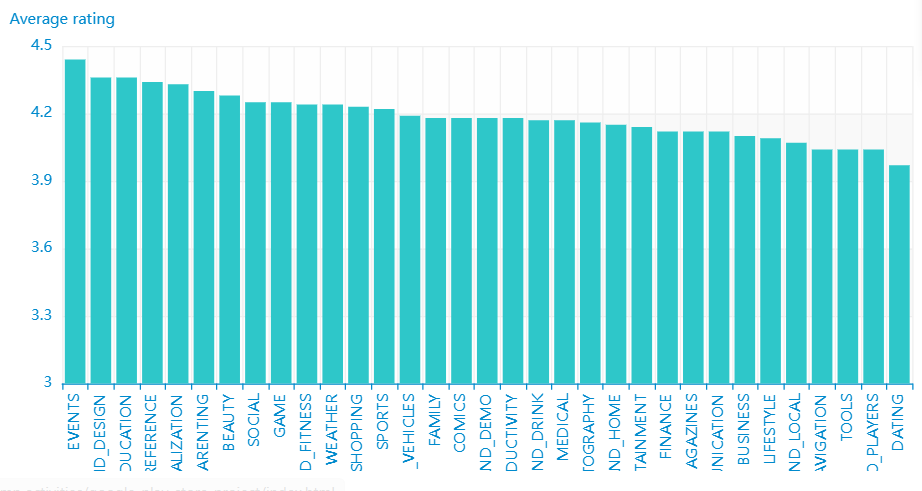 Average rating
4.5
4.2
3.9
3.6
3.3
3
EVENTS
ID_DESIGN
DUCATION
REFERENCE
ALIZATION
ARENTING
BEAUTY
SOCIAL
GAME
D_FITNESS
WEATHER
SHOPPING
SPORTS
_VEHICLES
FAMILY
COMICS
ND_DEMO
DUCTIVITY
ND_DRINK
MEDICAL
TOGRAPHY
ND_HOME
TAINMENT
FINANCE
AGAZINES
UNICATION
BUSINESS
LIFESTYLE
ND_LOCAL
AVIGATION
TOOLS
O_PLAYERS
DATING